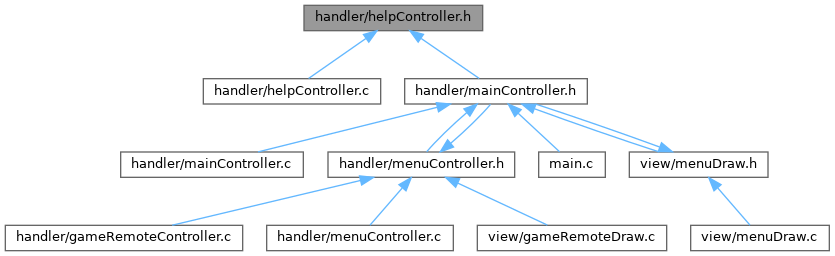 handler/helpController.h
handler/helpController.c
handler/mainController.h
handler/mainController.c
handler/menuController.h
main.c
view/menuDraw.h
handler/gameRemoteController.c
handler/menuController.c
view/gameRemoteDraw.c
view/menuDraw.c